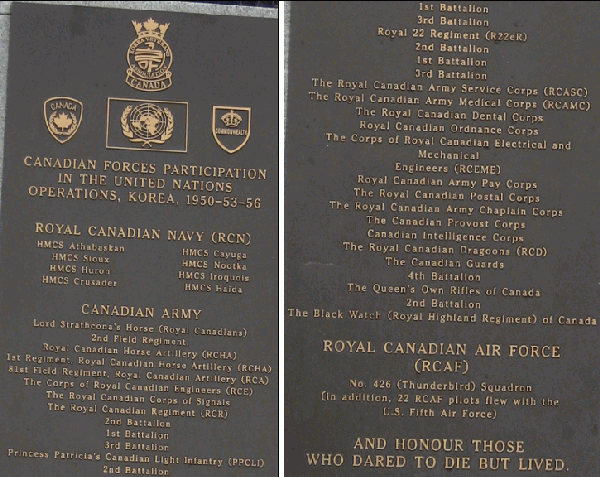 CANADA
CANADA
COMMONWEALTH
CANADIAN FORCES PARTICIPATION
IN THE UNITED NATIONS
OPERATIONS, KOREA, 1950-53-56
ROYAL CANADIAN NAVY (RCN)
HMCS Athabaskan
HMCS Sioux
HMCS Huron
HMCS Crusader
HMCS Cayuga
HMCS Nootka
HMCS Iroquois
HMCS Haida
CANADIAN ARMY
Lord Strathcona's Horse (Royal Canadians)
2nd Field Regiment
Royal Canadian Horse Artillery (RCHA)
1st Regiment, Royal Canadian Horse Artillery (RCHA)
81st Field Regiment, Royal Canadian Artillery (RCA)
The Corps of Royal Canadian Engineers (RCE)
The Royal Canadian Corps of Signals
The Royal Canadian Regiment (RCR)
2nd Battalion
1st Battalion
3rd Battalion
Princess Patricia's Canadian Light Infantry (PPCLI)
2nd Battalion
1st Battalion
3rd Battalion
Royal 22 Regiment (R22eR)
2nd Battalion
1st Battalion
3rd Battalion
The Royal Canadian Army Service Corps (RCASC)
The Royal Canadian Army Medical Corps (RCAMC)
The Royal Canadian Dental Corps
Royal Canadian Ordnance Corps
The Corps of Royal Canadian Electrical and
Mechanical
Engineers (RCEME)
Royal Canadian Army Pay Corps
The Royal Canadian Postal Corps
The Royal Canadian Army Chaplain Corps
The Canadian Provost Corps
Canadian Intelligence Corps
The Royal Canadian Dragoons (RCD)
The Canadian Guards
4th Battalion
The Queen's Own Rifles of Canada
2nd Battalion
The Black Watch (Royal Highland Regiment) of Canada
ROYAL CANADIAN AIR FORCE
(RCAF)
No. 426 (Thunderbird) Squadron
(In addition, 22 RCAF pilots flew with the
U.S. Fifth Air Force)
AND HONOUR THOSE
WHO DARED TO DIE BUT LIVED.